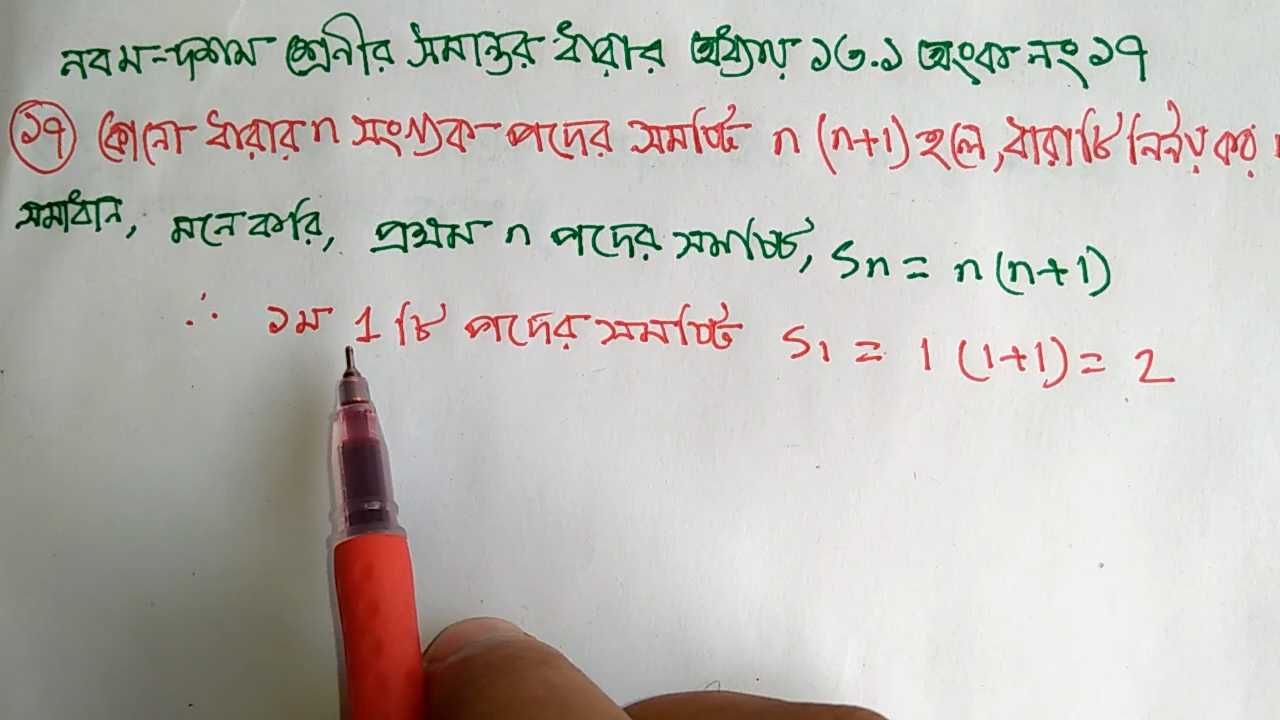 নবম-দশম শ্রেনীর সমান্তর ধারার অধ্যায় ১৩.১ অংক নং ১৭
১৭ কোনো ধারার n সংখ্যক পদের সমষ্টি n (n+1) হলে, ধারাটি নির্নয় কর।
সমাধান, মনে করি, প্রথম n পদের সমষ্টি, Sn = n (n+1)
∴ ১ম 1 টি পদের সমষ্টি S1 = 1 (1+1) = 2